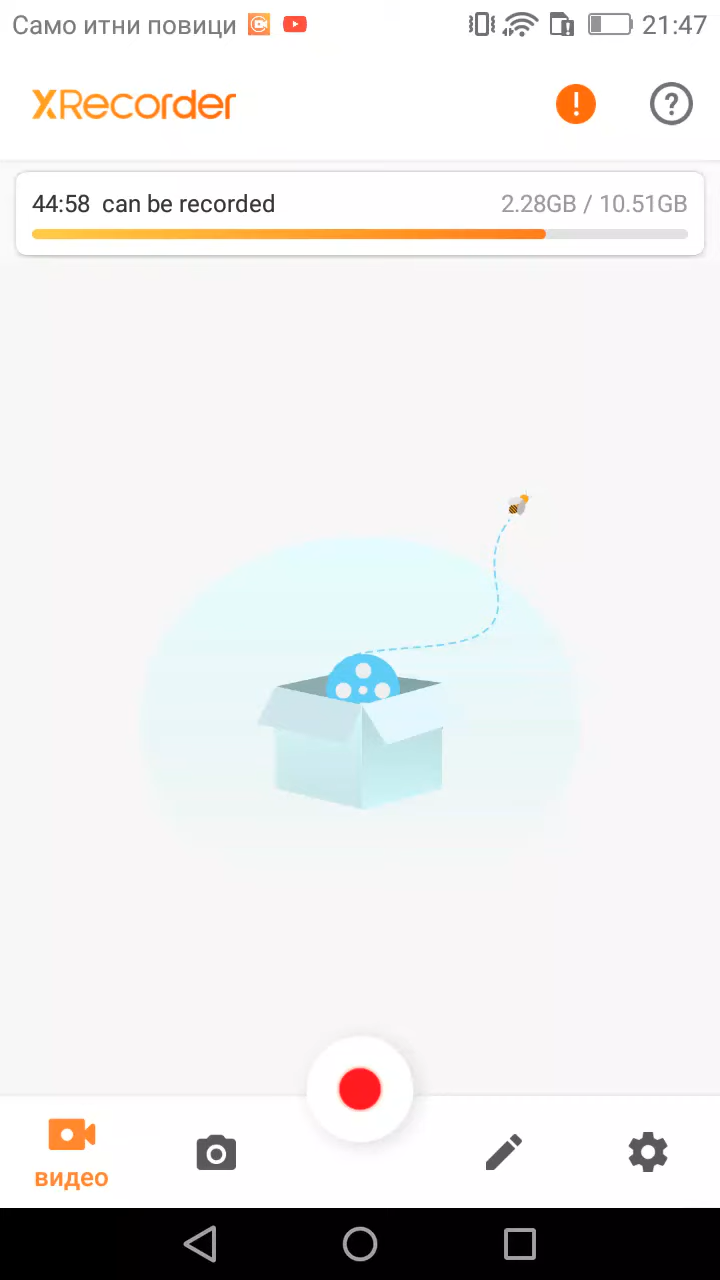 Само итни повици 21:47
XRecorder
44:58 can be recorded 2.28GB / 10.51GB
видео